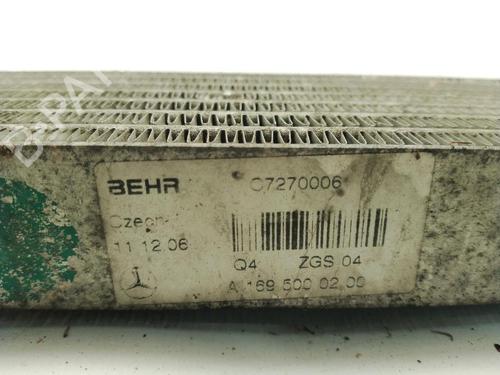 BEHR C7270006
Czech
11.12.06
Q4 ZGS 04
A 169 500 02 00